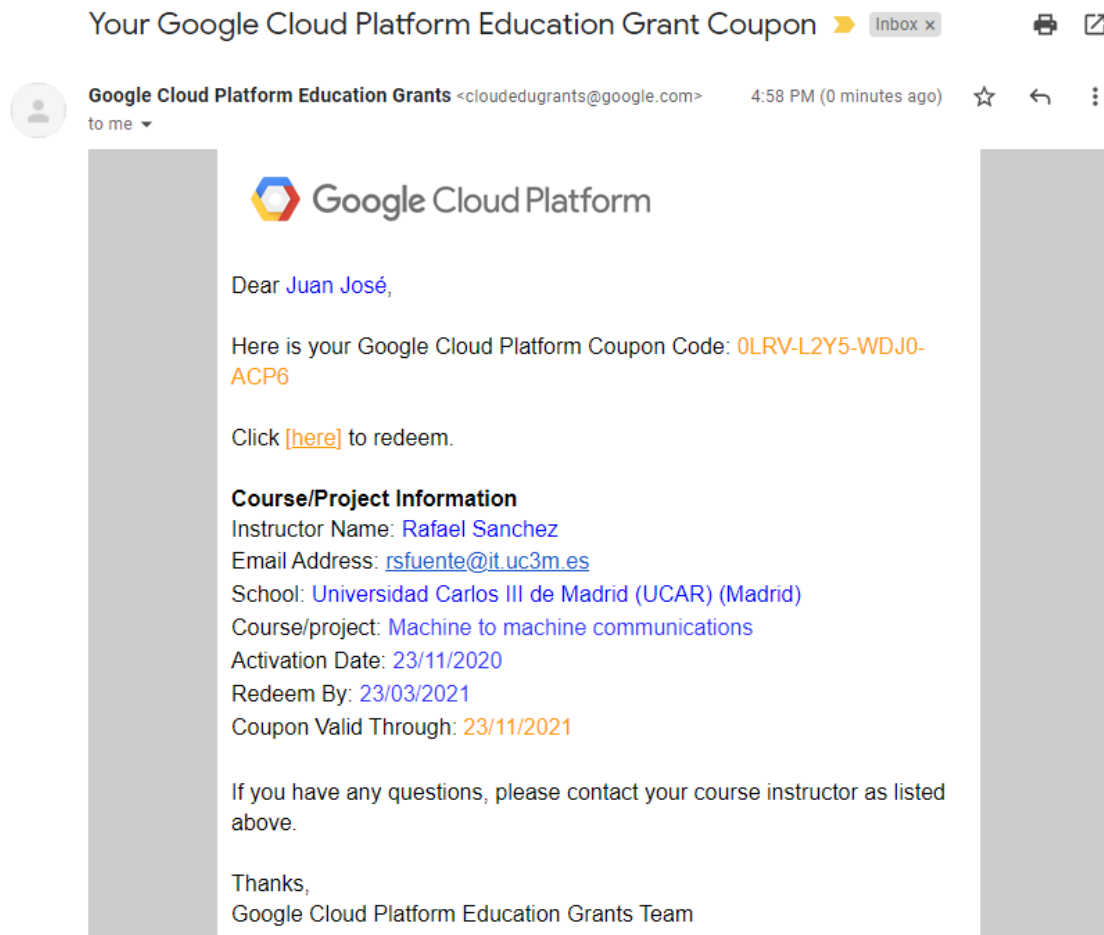 Your Google Cloud Platform Education Grant Coupon Inbox x
Google Cloud Platform Education Grants <cloudedugrants@google.com> 4:58 PM (0 minutes ago)
to me
Google Cloud Platform
Dear Juan José,
Here is your Google Cloud Platform Coupon Code: 0LRV-L2Y5-WDJ0-
ACP6
Click [here] to redeem.
Course/Project Information
Instructor Name: Rafael Sanchez
Email Address: rsfuente@it.uc3m.es
School: Universidad Carlos III de Madrid (UCAR) (Madrid)
Course/project: Machine to machine communications
Activation Date: 23/11/2020
Redeem By: 23/03/2021
Coupon Valid Through: 23/11/2021
If you have any questions, please contact your course instructor as listed
above.
Thanks,
Google Cloud Platform Education Grants Team